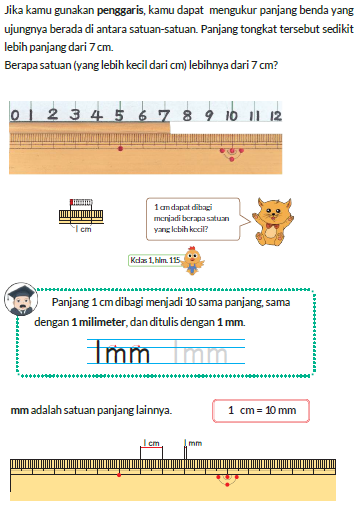 Jika kamu gunakan penggaris, kamu dapat mengukur panjang benda yang
ujungnya berada di antara satuan-satuan. Panjang tongkat tersebut sedikit
lebih panjang dari 7 cm.
Berapa satuan (yang lebih kecil dari cm) lebihnya dari 7 cm?
0 1 2 3 4 5 6 7 8 9 10 11 12
1 cm
1 cm dapat dibagi
menjadi berapa satuan
yang lebih kecil?
Kelas 1, hlm. 115
Panjang 1 cm dibagi menjadi 10 sama panjang, sama
dengan 1 milimeter, dan ditulis dengan 1 mm.
1mm 1mm
mm adalah satuan panjang lainnya.
1 cm = 10 mm
1 cm 1 mm